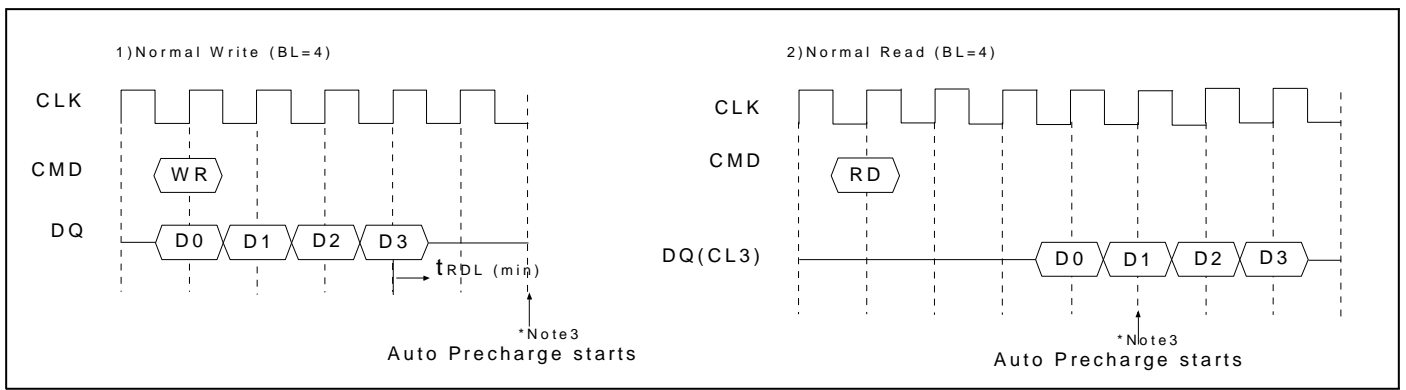 1)Normal Write (BL=4)
CLK
CMD
WR
DQ
D0 D1 D2 D3
tRDL (min)
*Note3
Auto Precharge starts
2)Normal Read (BL=4)
CLK
CMD
RD
DQ(CL3)
D0 D1 D2 D3
*Note3
Auto Precharge starts